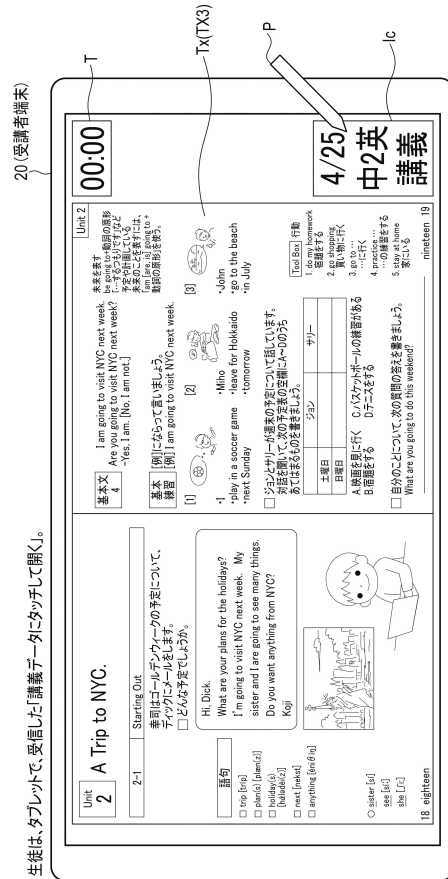 生徒は、タブレットで、受信した「講義データにタッチして開く」。
20 (受講者端末)
Unit
2
A Trip to NYC.
2-1
Starting Out
幸司はゴールデンウィークの予定について、
ディックにメールをします。
□ どんな予定でしょうか。
語句
□ trip [trip]
□ plan(s) [plæn(z)]
□ holiday(s)
[hɑlədèi(z)]
□ next [nekst]
□ anything [éniθiŋ]
○ sister [si]
see [si:]
she [ʃi:]
Hi, Dick.
What are your plans for the holidays?
I'm going to visit NYC next week. My
sister and I are going to see many things.
Do you want anything from NYC?
Koji
18 eighteen
Unit 2
基本文
4
I am going to visit NYC next week.
Are you going to visit NYC next week?
–Yes, I am. [No, I am not.]
未来を表す
be going to+動詞の原形
「…するつもりです」など
予定や計画している
未来のことを表すには、
[am [are, is] going to +
動詞の原形]を使う。
基本
練習
[例]にならって言いましょう。
[例] I am going to visit NYC next week.
[1]
・I
・play in a soccer game
・next Sunday
[2]
・Miho
・leave for Hokkaido
・tomorrow
[3]
・John
・go to the beach
・in July
□ ジョンとサリーが週末の予定について話しています。
対話を聞いて、次の予定表の空欄にA~Dのうち
あてはまるものを書きましょう。
ジョン サリー
土曜日
日曜日
A.映画を見に行く C.バスケットボールの練習がある
B.宿題をする D.テニスをする
□ 自分のことについて、次の質問の答えを書きましょう。
What are you going to do this weekend?
Tool Box 行動
1. do my homework
宿題をする
2. go shopping
買い物に行く
3. go to …
…に行く
4. practice …
…の練習をする
5. stay at home
家にいる
nineteen 19
00:00
4/25
中2英
講義
T
Tx(TX3)
P
Ic